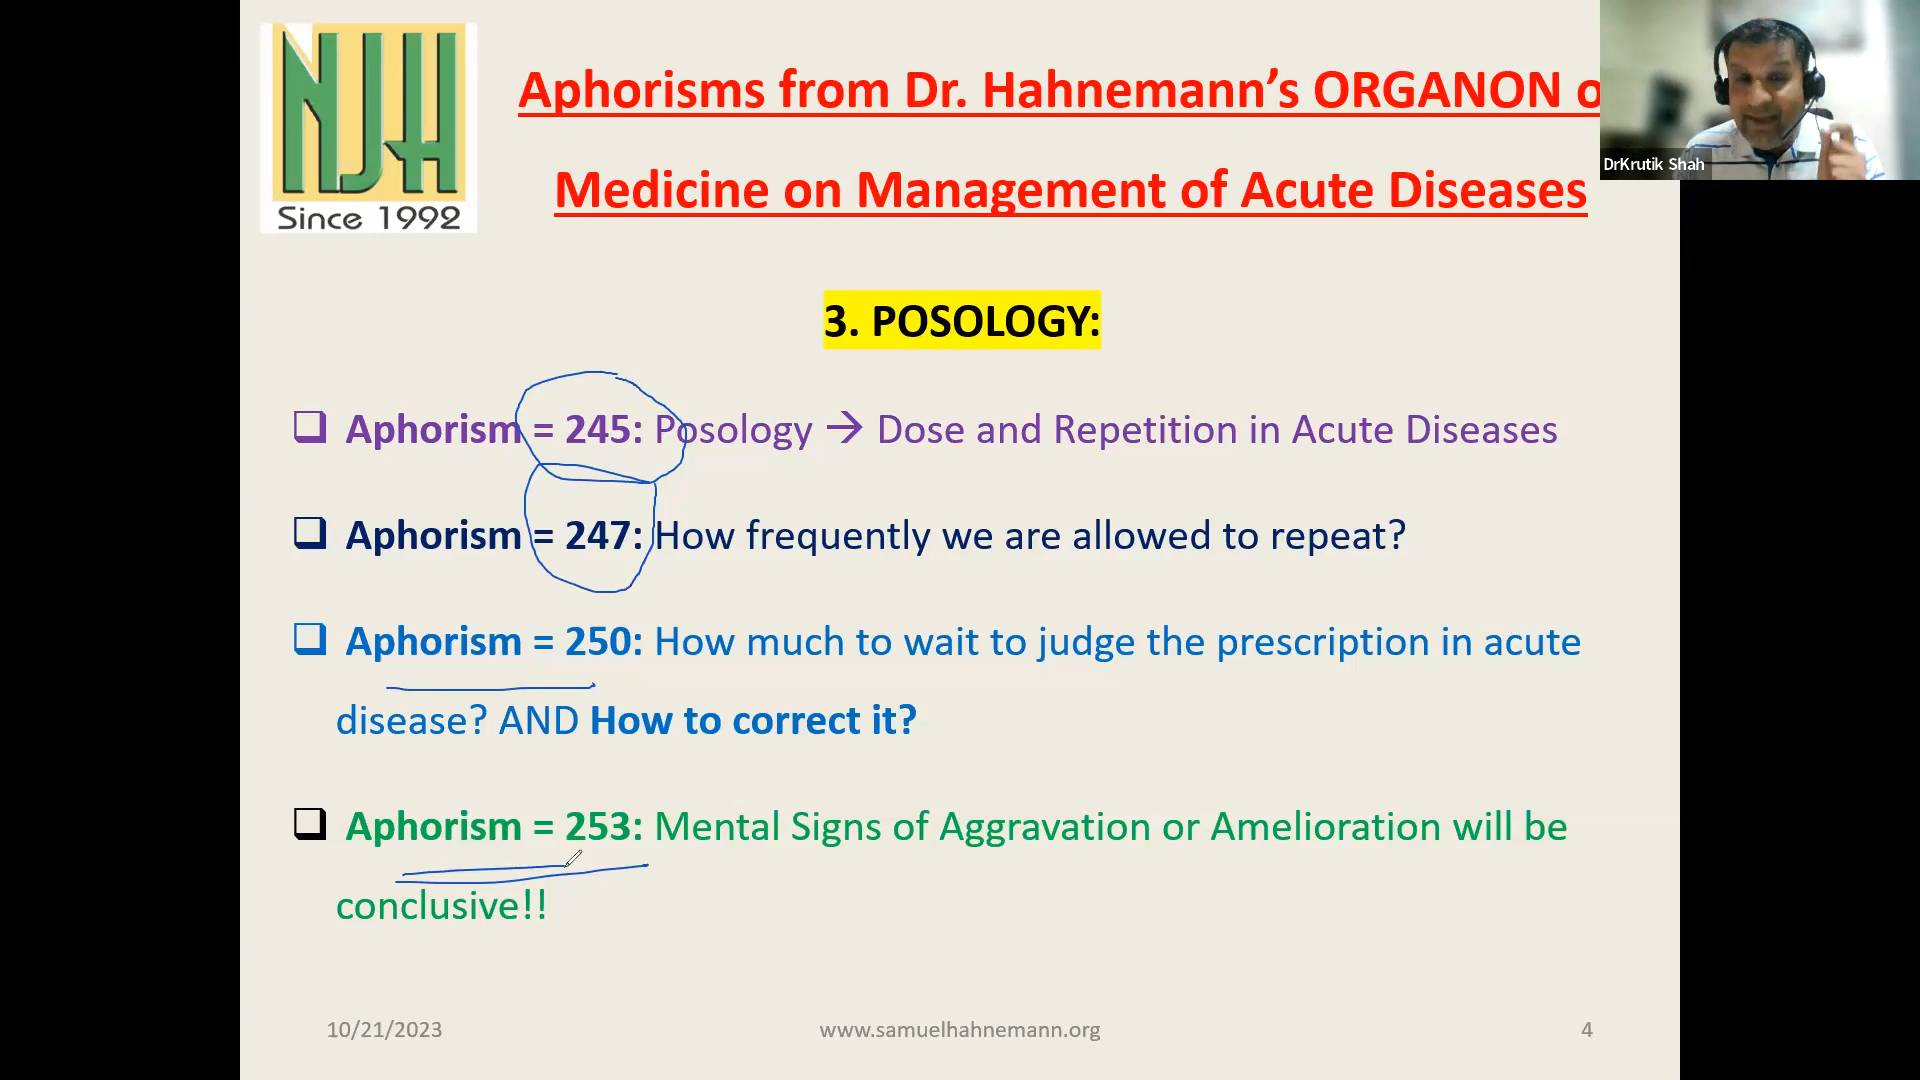 NJH
Since 1992
Aphorisms from Dr. Hahnemann’s ORGANON o
Medicine on Management of Acute Diseases
DrKrutik Shah
3. POSOLOGY:
❑ Aphorism = 245: Posology → Dose and Repetition in Acute Diseases
❑ Aphorism = 247: How frequently we are allowed to repeat?
❑ Aphorism = 250: How much to wait to judge the prescription in acute
disease? AND How to correct it?
❑ Aphorism = 253: Mental Signs of Aggravation or Amelioration will be
conclusive!!
10/21/2023
www.samuelhahnemann.org
4